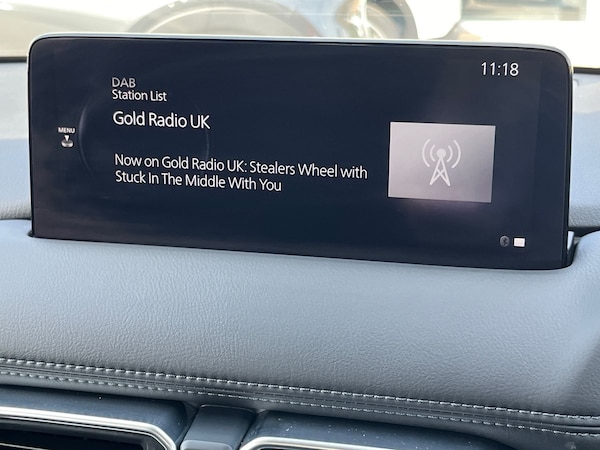 11:18
DAB
Station List
Gold Radio UK
MENU
Now on Gold Radio UK: Stealers Wheel with
Stuck In The Middle With You